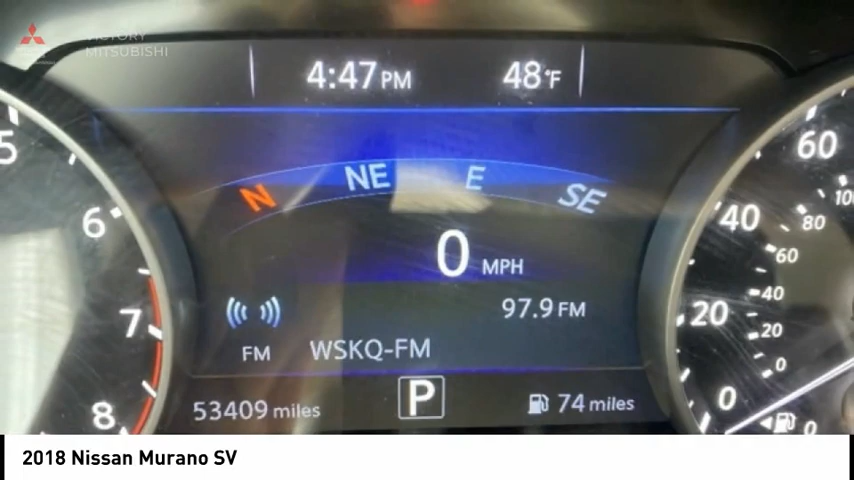 VICTORY
MITSUBISHI
4:47 PM 48°F
N NE E SE
0 MPH
97.9 FM
FM WSKQ-FM
53409 miles P 74 miles
5
6
7
8
60
40
20
0
100
80
60
40
20
0
0
2018 Nissan Murano SV